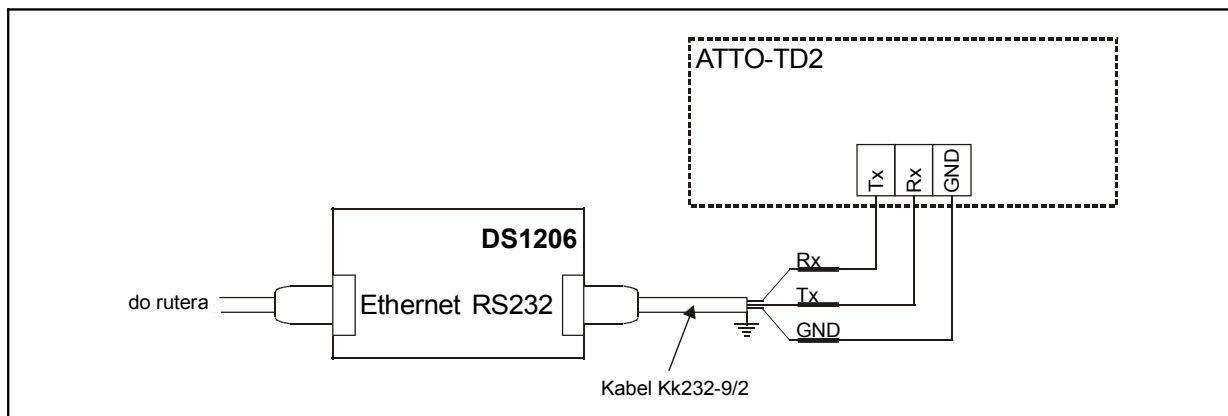 ATTO-TD2
Tx
Rx
GND
DS1206
do rutera
Ethernet RS232
Rx
Tx
GND
Kabel Kk232-9/2